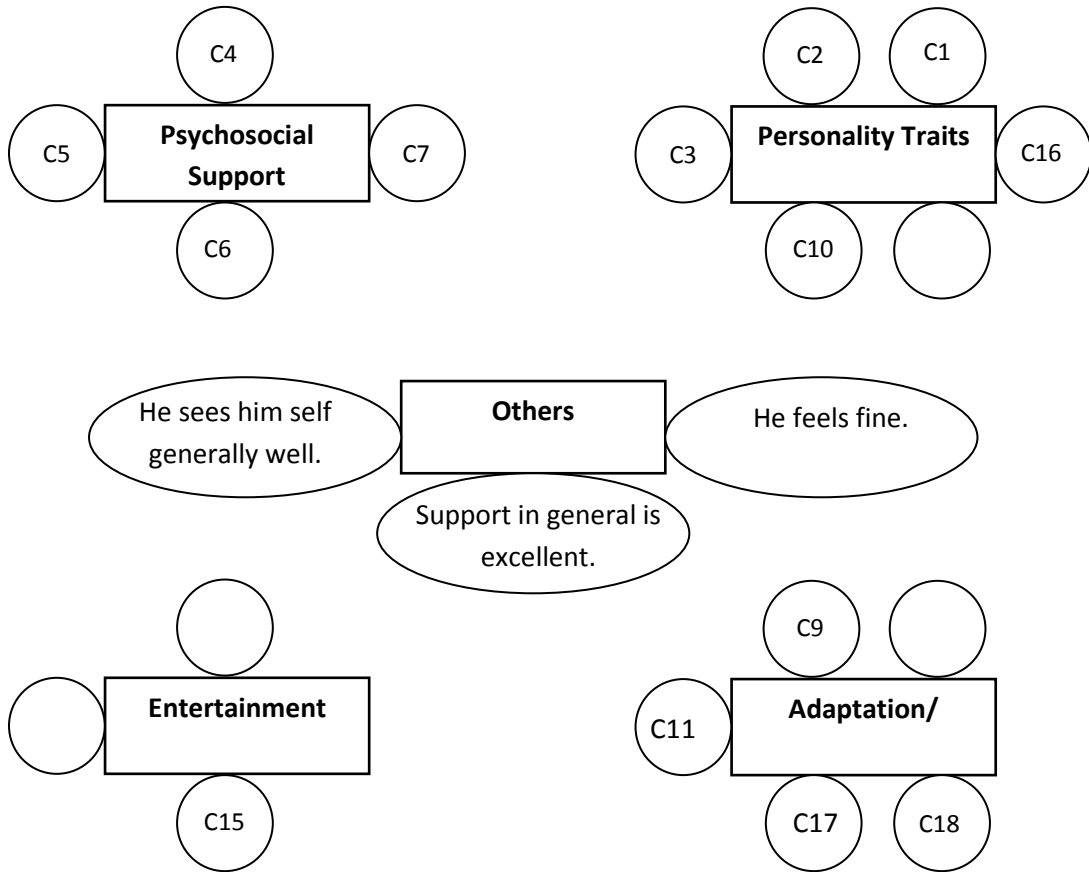 C4
C2
C1
C5
Psychosocial
Support
C7
C3
Personality Traits
C16
C6
C10
He sees him self
generally well.
Others
He feels fine.
Support in general is
excellent.
C9
Entertainment
C11
Adaptation/
C15
C17
C18